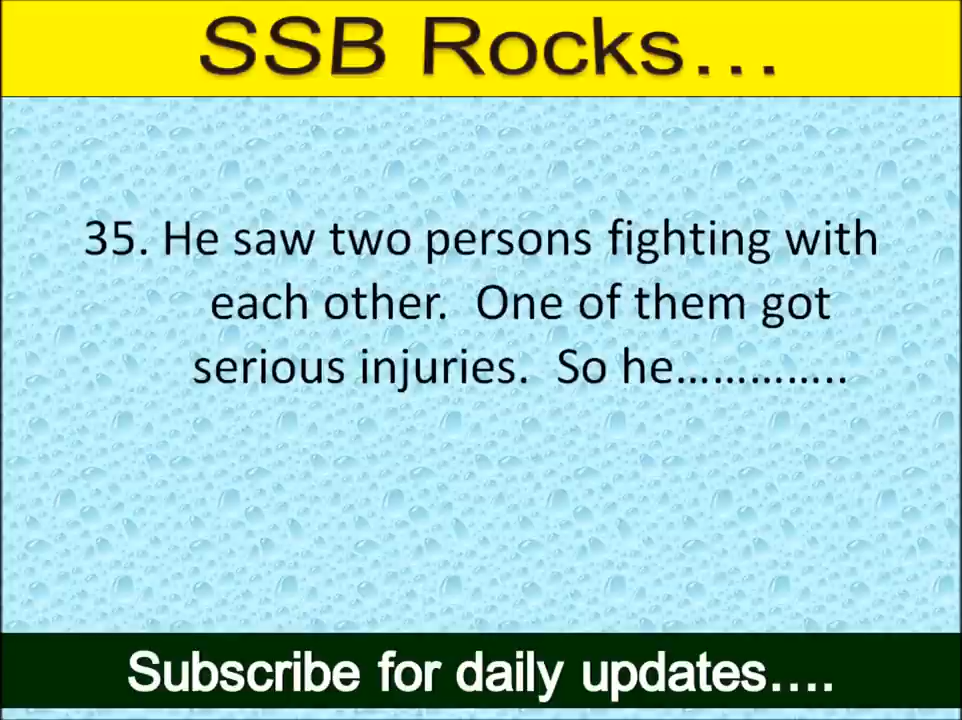 SSB Rocks…
35. He saw two persons fighting with
each other.  One of them got
serious injuries.  So he…………..
Subscribe for daily updates….